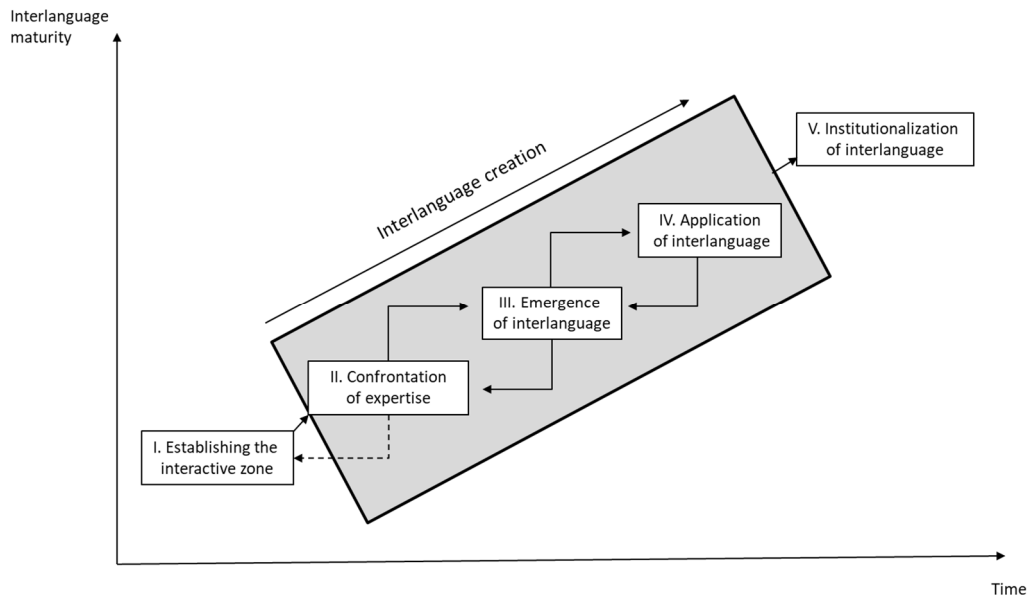 Interlanguage
maturity
V. Institutionalization
of interlanguage
Interlanguage creation
IV. Application
of interlanguage
III. Emergence
of interlanguage
II. Confrontation
of expertise
I. Establishing the
interactive zone
Time